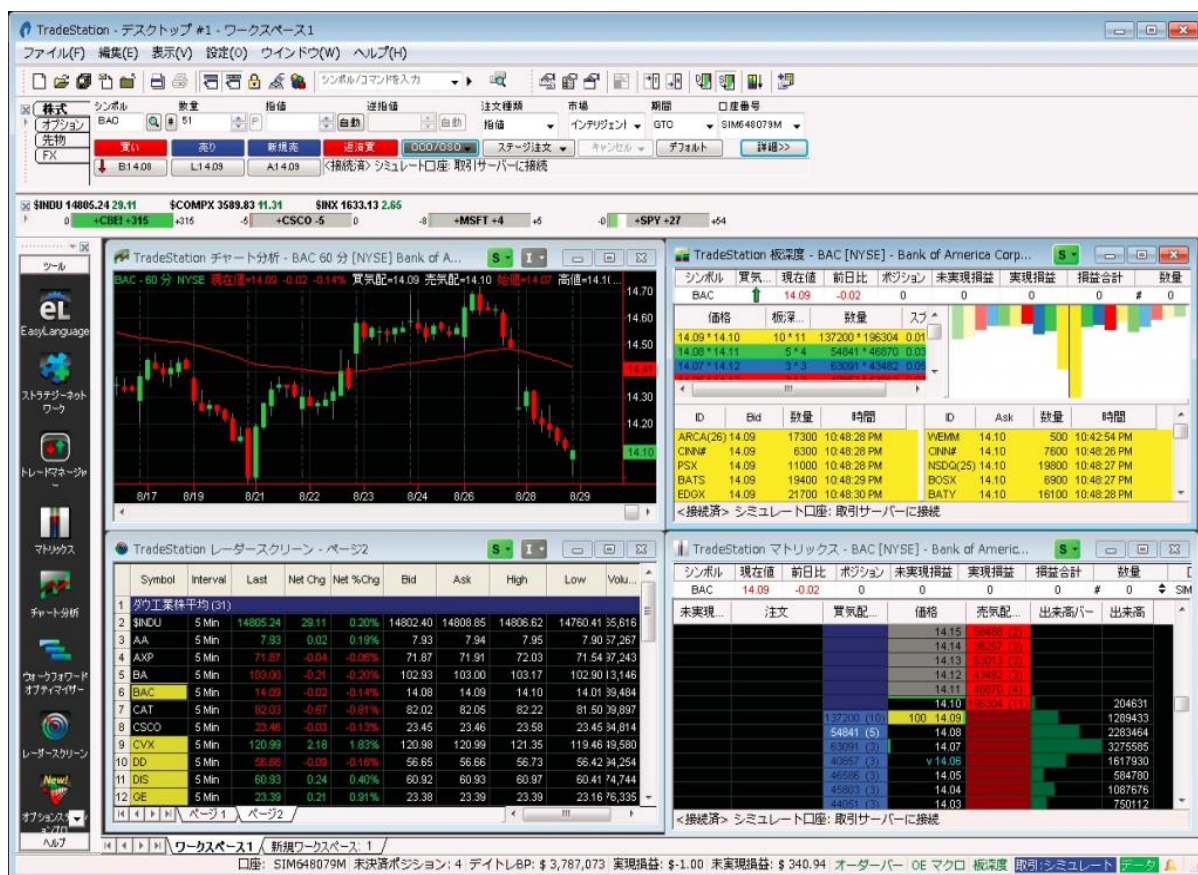 TradeStation - デスクトップ #1 - ワークスペース1
ファイル(F) 編集(E) 表示(V) 設定(O) ウインドウ(W) ヘルプ(H)
シンボル/コマンドを入力
株式 シンボル 数量 指値 逆指値 注文種類 市場 期間 口座番号
オプション BAC 51 P 自動 自動 指値 インテリジェント GTC SIM648079M
先物
FX
買い 売り 新規売 返済買 OCO/OSO ステージ注文 キャンセル デフォルト 詳細>>
B:14.09 L:14.09 A:14.09 <接続済> シミュレート口座: 取引サーバーに接続
$INDU 14805.24 29.11 $COMPX 3589.83 11.31 $INX 1633.13 2.65
0 +315 +315 -5 +CSCO -5 0 -8 +MSFT +4 +5 -0 +SPY +27 +54
ツール
EasyLanguage
ストラテジーネットワーク
トレードマネージャー
マトリックス
チャート分析
ウォークフォワード
オプティマイザー
レーダースクリーン
New!
ヘルプ
TradeStation チャート分析 - BAC 60 分 [NYSE] Bank of A...
BAC - 60 分 NYSE 現在値=14.09 -0.02 -0.14% 買気配=14.09 売気配=14.10 始値=14.07 高値=14.1(...
14.70
14.60
14.50
14.41
14.30
14.20
14.10
8/17 8/19 8/21 8/22 8/23 8/24 8/26 8/28 8/29
TradeStation 板深度 - BAC [NYSE] - Bank of America Corp...
シンボル 買気... 現在値 前日比 ポジション 未実現損益 実現損益 損益合計 数量
BAC 14.09 -0.02 0 0 0 0 # 0
価格 板深... 数量 スプ
14.09 * 14.10 10 * 11 137200 * 196304 0.01
14.08 * 14.11 5 * 4 54841 * 46870 0.03
14.07 * 14.12 3 * 3 63091 * 43482 0.05
ID Bid 数量 時間 ID Ask 数量 時間
ARCA(26) 14.09 17300 10:48:28 PM WEMM 14.10 500 10:42:54 PM
CINN# 14.09 6300 10:48:28 PM CINN# 14.10 7600 10:48:26 PM
PSX 14.09 11000 10:48:28 PM NSDQ(25) 14.10 19800 10:48:27 PM
BATS 14.09 19400 10:48:29 PM BOSX 14.10 6900 10:48:27 PM
EDGX 14.09 21700 10:48:30 PM BATY 14.10 16100 10:48:28 PM
<接続済> シミュレート口座: 取引サーバーに接続
TradeStation レーダースクリーン - ページ2
Symbol Interval Last Net Chg Net %Chg Bid Ask High Low Volu...
1 ダウ工業株平均 (31)
2 $INDU 5 Min 14805.24 29.11 0.20% 14802.40 14808.85 14806.62 14760.41
3 AA 5 Min 7.93 0.02 0.19% 7.93 7.94 7.95 7.90
4 AXP 5 Min 71.87 -0.04 -0.06% 71.87 71.91 72.03 71.54
5 BA 5 Min 103.00 -0.21 -0.20% 102.93 103.00 103.17 102.90
6 BAC 5 Min 14.09 -0.02 -0.14% 14.08 14.09 14.10 14.01
7 CAT 5 Min 82.03 -0.67 -0.81% 82.02 82.05 82.22 81.50
8 CSCO 5 Min 23.46 -0.03 -0.13% 23.45 23.46 23.58 23.45
9 CVX 5 Min 120.99 2.18 1.83% 120.98 120.99 121.35 119.46
10 DD 5 Min 56.66 -0.09 -0.16% 56.65 56.66 56.73 56.42
11 DIS 5 Min 60.93 0.24 0.40% 60.92 60.93 60.97 60.41
12 GE 5 Min 23.39 0.21 0.91% 23.38 23.39 23.39 23.16
ページ1 ページ2
TradeStation マトリックス - BAC [NYSE] - Bank of Americ...
シンボル 現在値 前日比 ポジション 未実現損益 実現損益 損益合計 数量
BAC 14.09 -0.02 0 0 0 0 # 0 SIM
未実現... 注文 買気配... 価格 売気配... 出来高バー 出来高
14.15 (2)
14.14 (3)
14.13 53013 (3)
14.12 43482 (3)
14.11 46870 (4)
14.10 196304 (11) 204631
137200 (10) 100 14.09 1289433
54841 (5) 14.08 2283464
63091 (3) 14.07 3275585
40857 (3) v 14.06 1617930
46586 (3) 14.05 584780
45803 (3) 14.04 1087676
44051 (3) 14.03 750112
<接続済> シミュレート口座: 取引サーバーに接続
ワークスペース1 新規ワークスペース: 1
口座: SIM648079M 未決済ポジション: 4 デイトレBP: $ 3,787,073 実現損益: $-1.00 未実現損益: $ 340.94 オーダーバー OE マクロ 板深度 取引:シミュレート データ